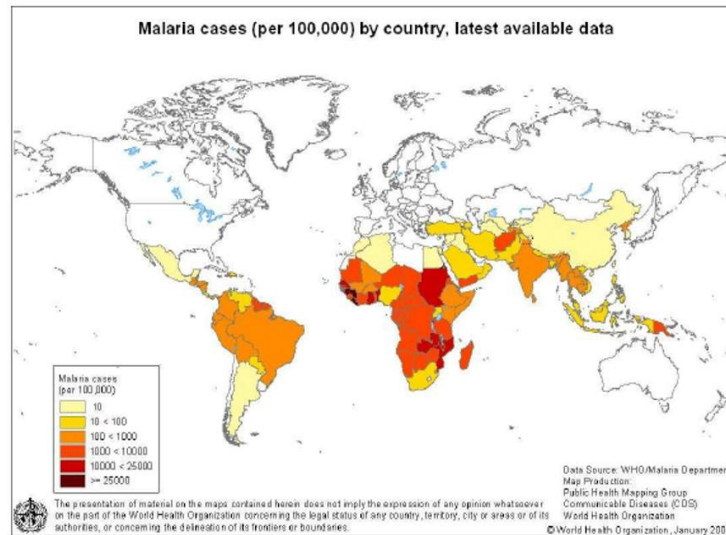 Malaria cases (per 100,000) by country, latest available data
Malaria cases
(per 100,000)
10
10 < 100
100 < 1000
1000 < 10000
10000 < 25000
>= 25000
Data Source: WHO/Malaria Departmen
Map Production:
Public Health Mapping Group
Communicable Diseases (CDS)
World Health Organization
© World Health Organization, January 200
The presentation of material on the maps contained herein does not imply the expression of any opinion whatsoever
on the part of the World Health Organization concerning the legal status of any country, territory, city or areas or of its
authorities, or concerning the delineation of its frontiers or boundaries.